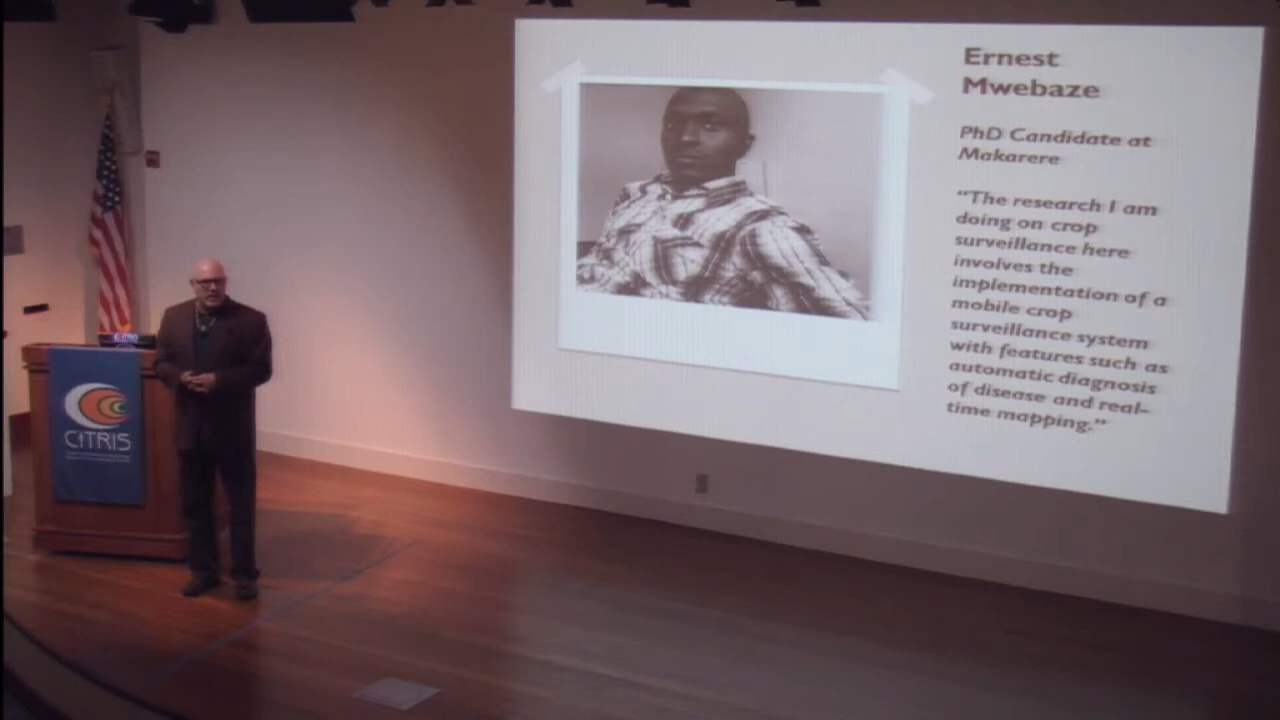 Ernest
Mwebaze
PhD Candidate at
Makarere
“The research I am
doing on crop
surveillance here
involves the
implementation of a
mobile crop
surveillance system
with features such as
automatic diagnosis
of disease and real-
time mapping.”
CITRIS
CITRIS